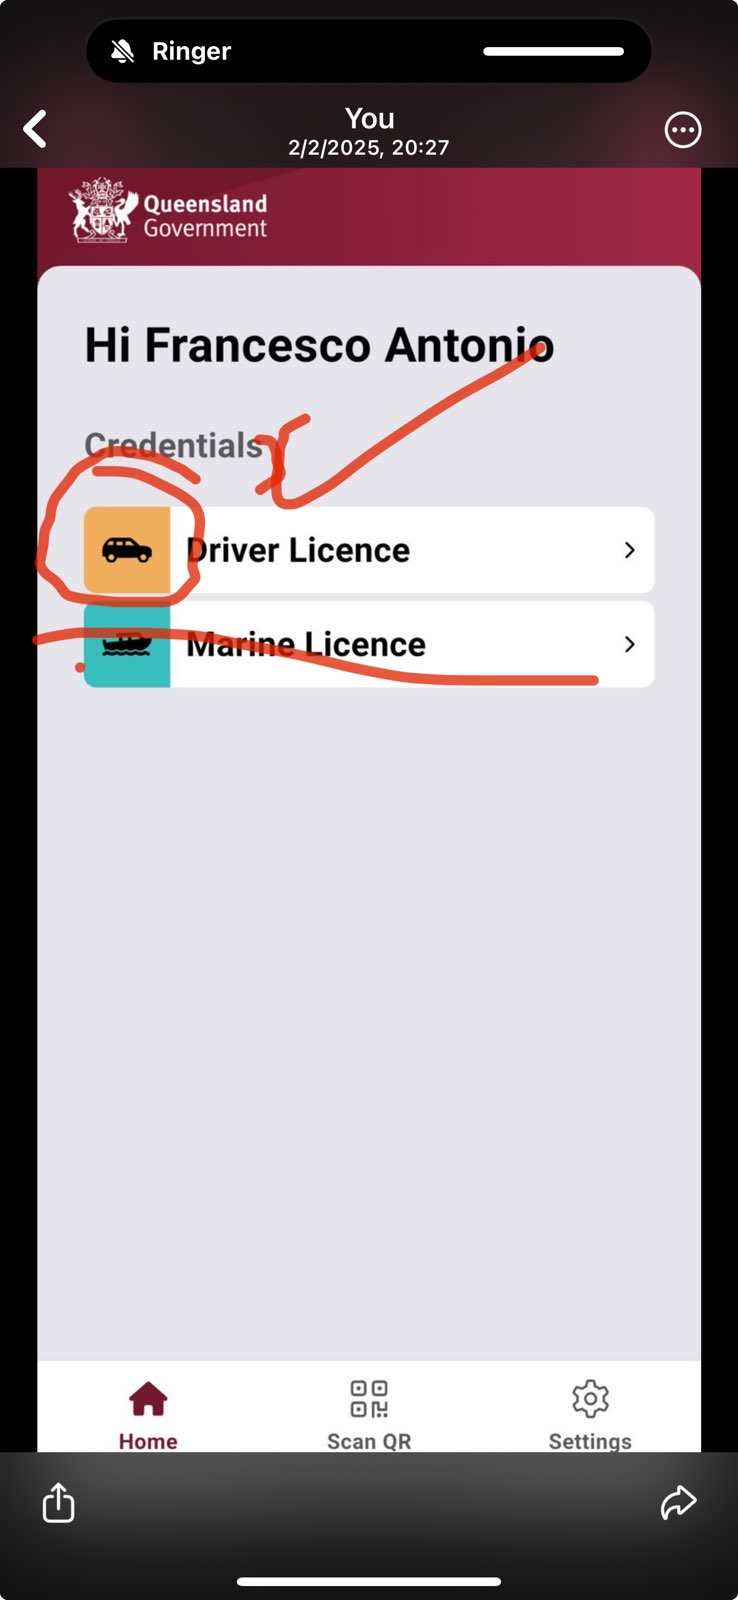 Ringer
You
2/2/2025, 20:27
Queensland
Government
Hi Francesco Antonio
Credentials
Driver Licence
Marine Licence
Home
Scan QR
Settings